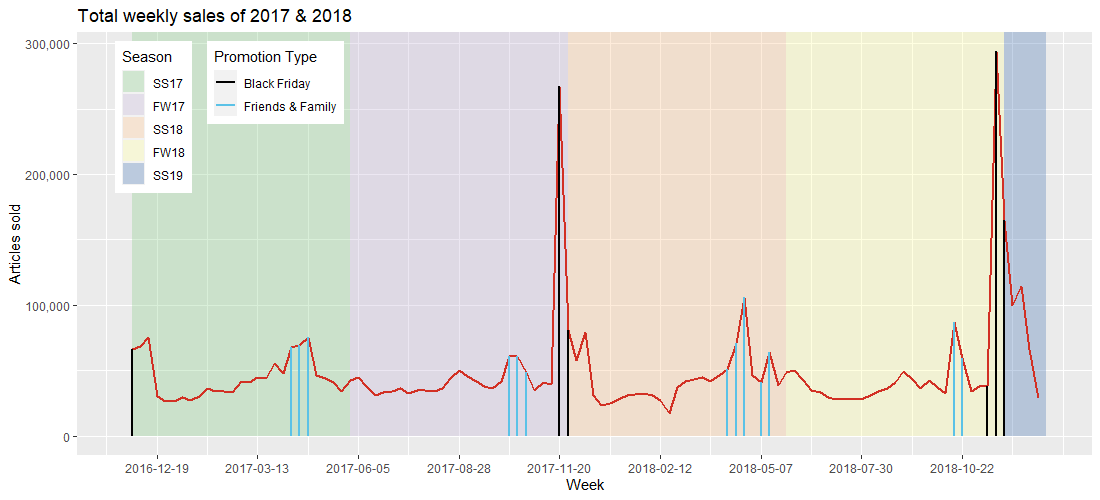 Total weekly sales of 2017 & 2018
Season
SS17
FW17
SS18
FW18
SS19
Promotion Type
Black Friday
Friends & Family
Articles sold
300,000
200,000
100,000
0
2016-12-19
2017-03-13
2017-06-05
2017-08-28
2017-11-20
2018-02-12
2018-05-07
2018-07-30
2018-10-22
Week